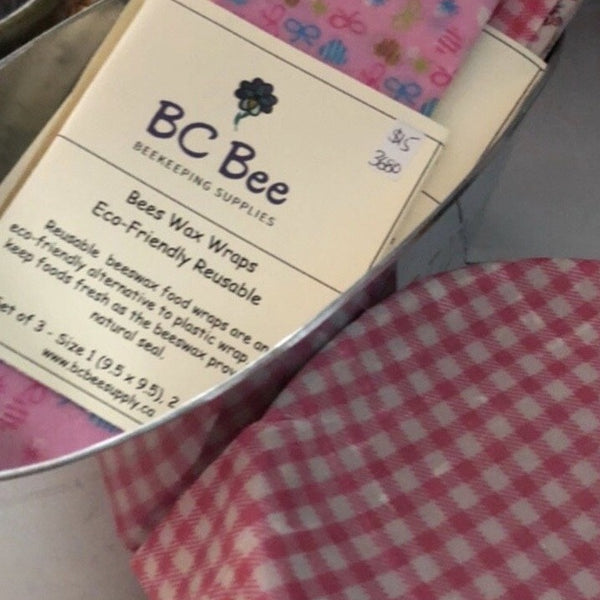 BC Bee
BEEKEEPING SUPPLIES
$15
3680
Bees Wax Wraps
Eco-Friendly Reusable
Reusable beeswax food wraps are an
eco-friendly alternative to plastic wrap,
keep foods fresh as the beeswax prov
natural seal.
Set of 3 - Size 1 (9.5 x 9.5), 2
www.bcbeesupply.ca